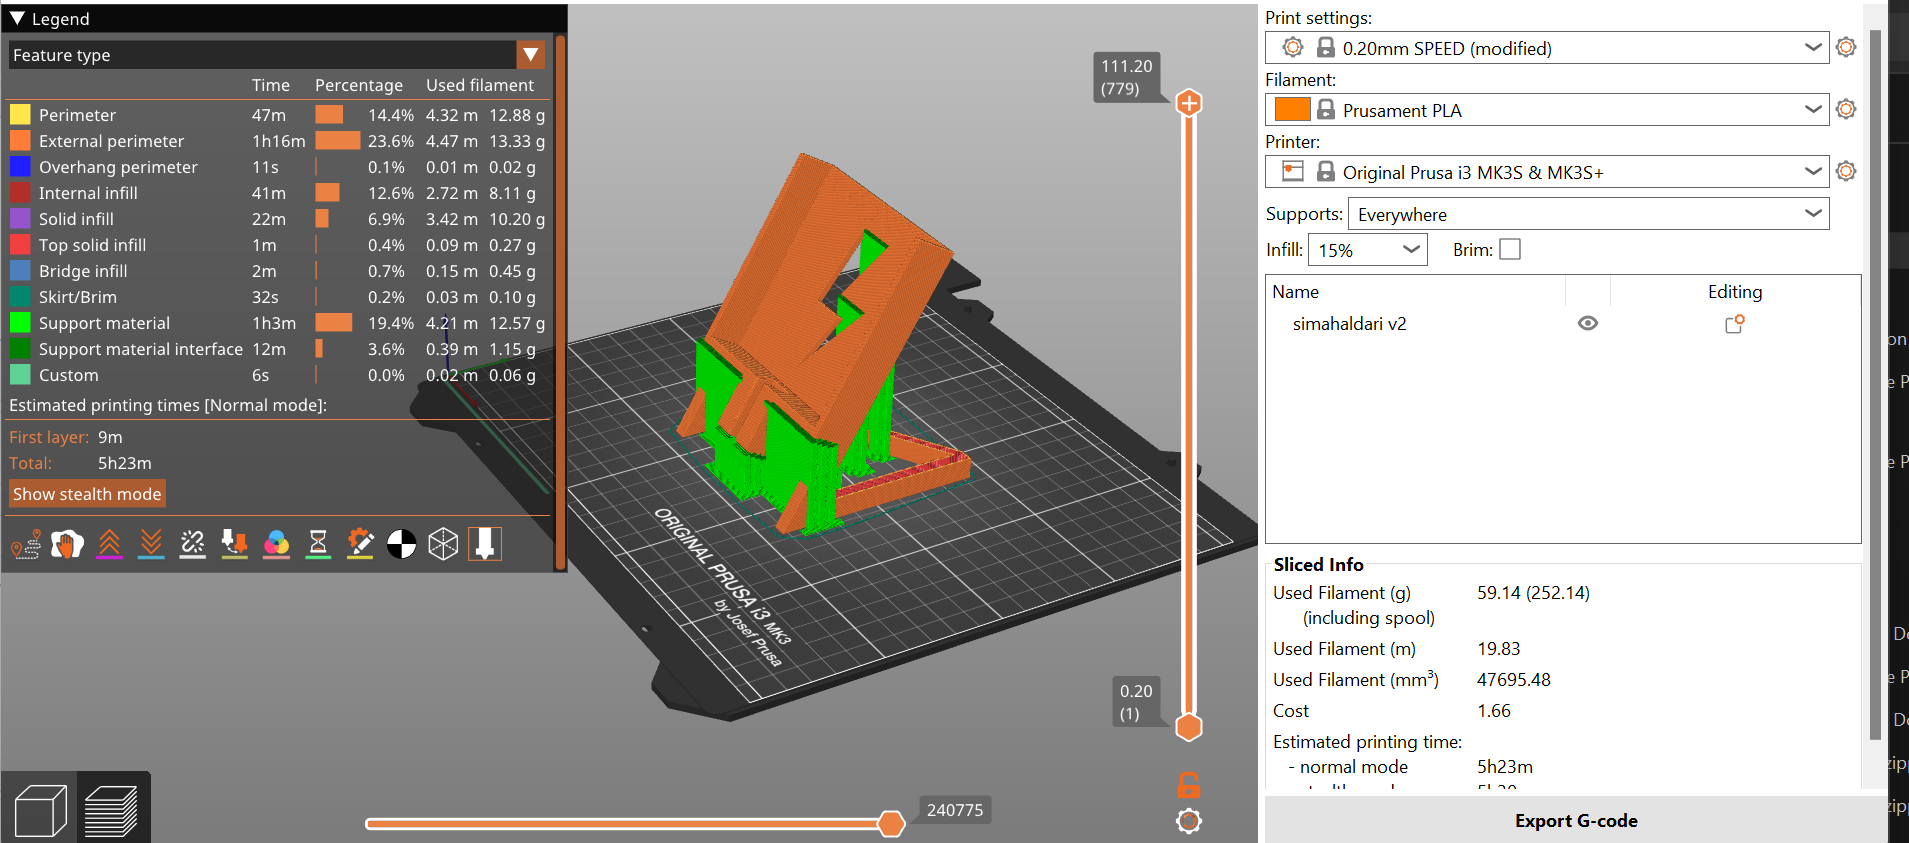 Legend
Feature type
Time Percentage Used filament
Perimeter 47m 14.4% 4.32 m 12.88 g
External perimeter 1h16m 23.6% 4.47 m 13.33 g
Overhang perimeter 11s 0.1% 0.01 m 0.02 g
Internal infill 41m 12.6% 2.72 m 8.11 g
Solid infill 22m 6.9% 3.42 m 10.20 g
Top solid infill 1m 0.4% 0.09 m 0.27 g
Bridge infill 2m 0.7% 0.15 m 0.45 g
Skirt/Brim 32s 0.2% 0.03 m 0.10 g
Support material 1h3m 19.4% 4.21 m 12.57 g
Support material interface 12m 3.6% 0.39 m 1.15 g
Custom 6s 0.0% 0.02 m 0.06 g
Estimated printing times [Normal mode]:
First layer: 9m
Total: 5h23m
Show stealth mode
111.20
(779)
ORIGINAL PRUSA i3 MK3
by Josef Prusa
0.20
(1)
240775
Print settings:
0.20mm SPEED (modified)
Filament:
Prusament PLA
Printer:
Original Prusa i3 MK3S & MK3S+
Supports: Everywhere
Infill: 15% Brim:
Name Editing
simahaldari v2
Sliced Info
Used Filament (g) 59.14 (252.14)
(including spool)
Used Filament (m) 19.83
Used Filament (mm³) 47695.48
Cost 1.66
Estimated printing time:
- normal mode 5h23m
Export G-code